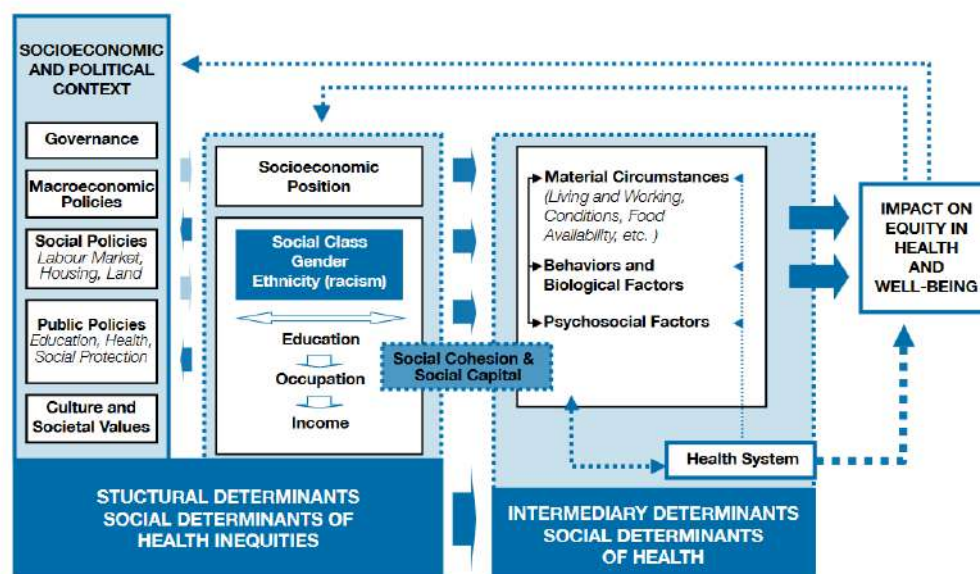 SOCIOECONOMIC
AND POLITICAL
CONTEXT
Governance
Macroeconomic
Policies
Social Policies
Labour Market,
Housing, Land
Public Policies
Education, Health,
Social Protection
Culture and
Societal Values
Socioeconomic
Position
Social Class
Gender
Ethnicity (racism)
Education
Occupation
Income
Social Cohesion &
Social Capital
Material Circumstances
(Living and Working,
Conditions, Food
Availability, etc. )
Behaviors and
Biological Factors
Psychosocial Factors
Health System
IMPACT ON
EQUITY IN
HEALTH
AND
WELL-BEING
STUCTURAL DETERMINANTS
SOCIAL DETERMINANTS OF
HEALTH INEQUITIES
INTERMEDIARY DETERMINANTS
SOCIAL DETERMINANTS
OF HEALTH